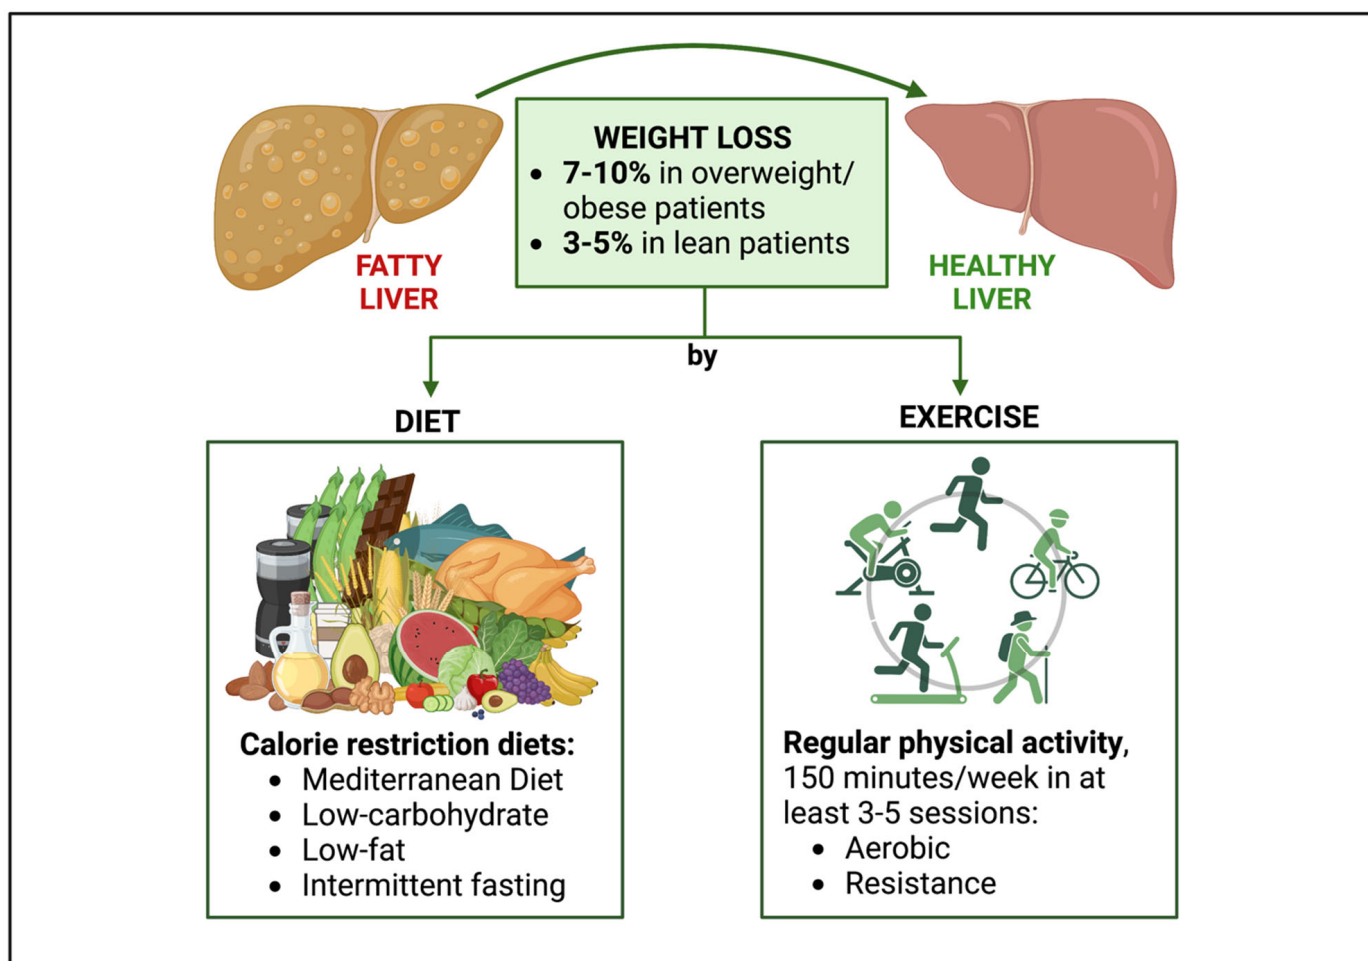 WEIGHT LOSS
• 7-10% in overweight/
obese patients
• 3-5% in lean patients
FATTY
LIVER
HEALTHY
LIVER
by
DIET
EXERCISE
Calorie restriction diets:
• Mediterranean Diet
• Low-carbohydrate
• Low-fat
• Intermittent fasting
Regular physical activity,
150 minutes/week in at
least 3-5 sessions:
• Aerobic
• Resistance